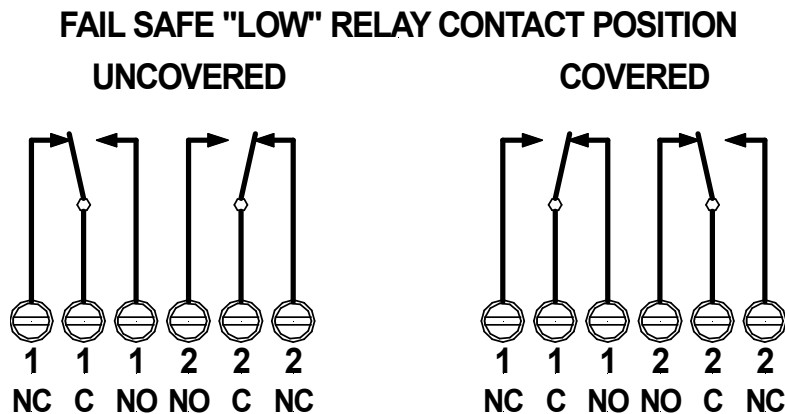 FAIL SAFE "LOW" RELAY CONTACT POSITION
UNCOVERED COVERED
1 1 1 2 2 2 1 1 1 2 2 2
NC C NO NO C NC NC C NO NO C NC